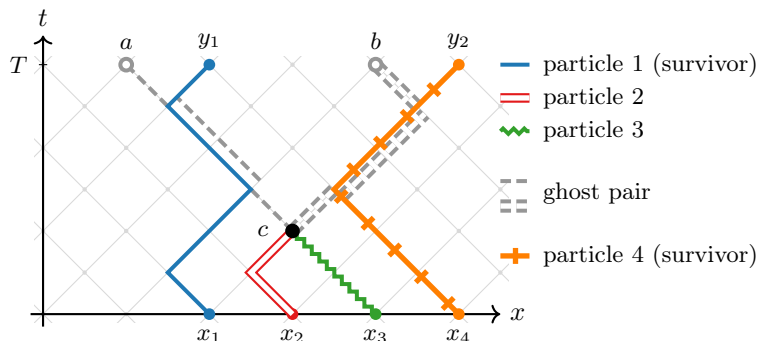 t
a
y₁
b
y₂
T
particle 1 (survivor)
particle 2
particle 3
ghost pair
c
particle 4 (survivor)
x
x₁
x₂
x₃
x₄